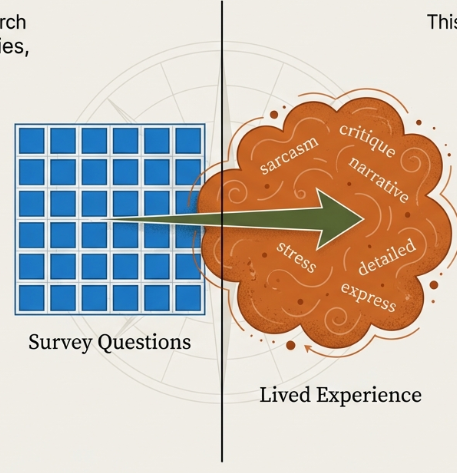 rch
ies,
This
sarcasm
critique
narrative
stress
detailed
express
Survey Questions
Lived Experience